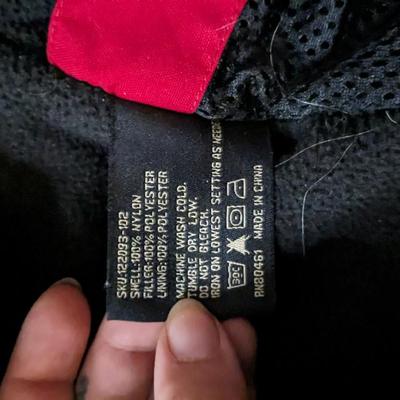 SKU:122093-102
SHELL:100% NYLON
FILLER:100% POLYESTER
LINING:100% POLYESTER
MACHINE WASH COLD.
TUMBLE DRY LOW.
DO NOT BLEACH.
IRON ON LOWEST SETTING AS NEEDED
30C
RN80461 MADE IN CHINA